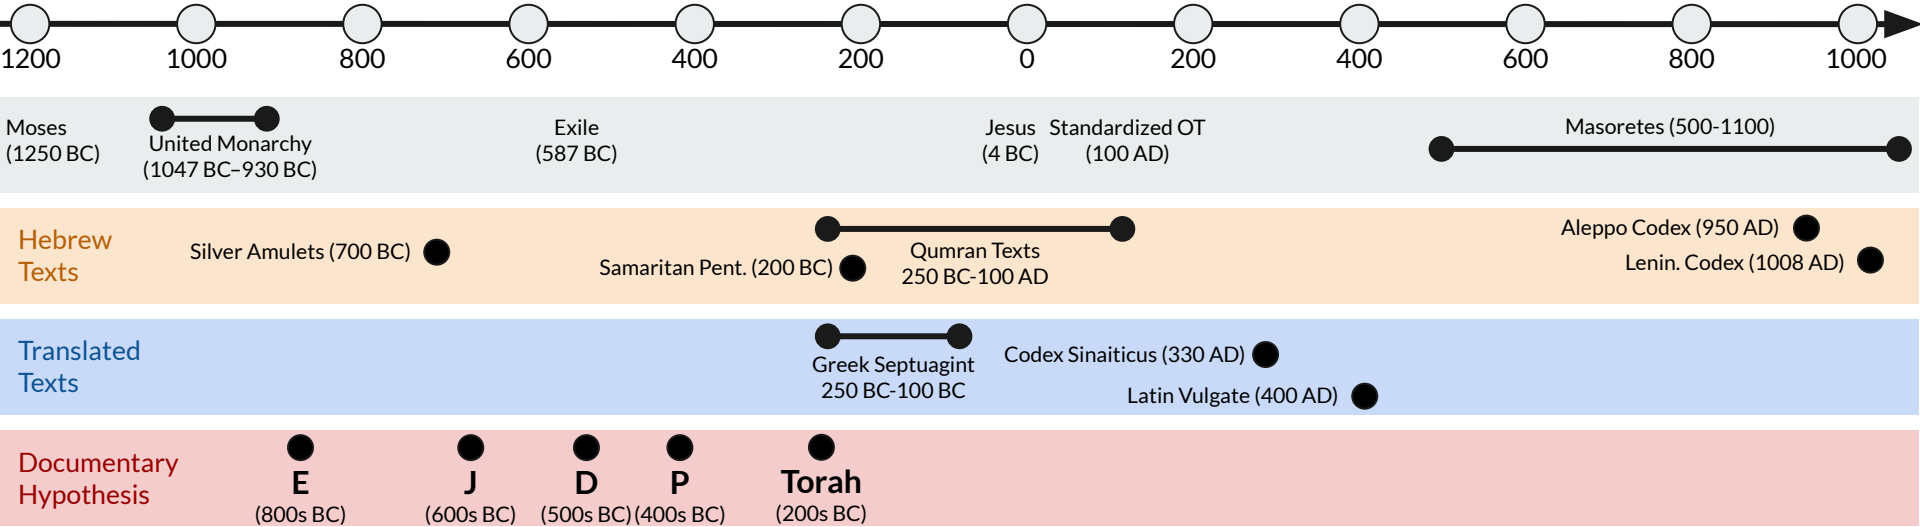 1200 1000 800 600 400 200 0 200 400 600 800 1000
Moses
(1250 BC)
United Monarchy
(1047 BC–930 BC)
Exile
(587 BC)
Jesus
(4 BC)
Standardized OT
(100 AD)
Masoretes (500-1100)
Hebrew
Texts
Silver Amulets (700 BC)
Samaritan Pent. (200 BC)
Qumran Texts
250 BC-100 AD
Aleppo Codex (950 AD)
Lenin. Codex (1008 AD)
Translated
Texts
Greek Septuagint
250 BC-100 BC
Codex Sinaiticus (330 AD)
Latin Vulgate (400 AD)
Documentary
Hypothesis
E
(800s BC)
J
(600s BC)
D
(500s BC)
P
(400s BC)
Torah
(200s BC)